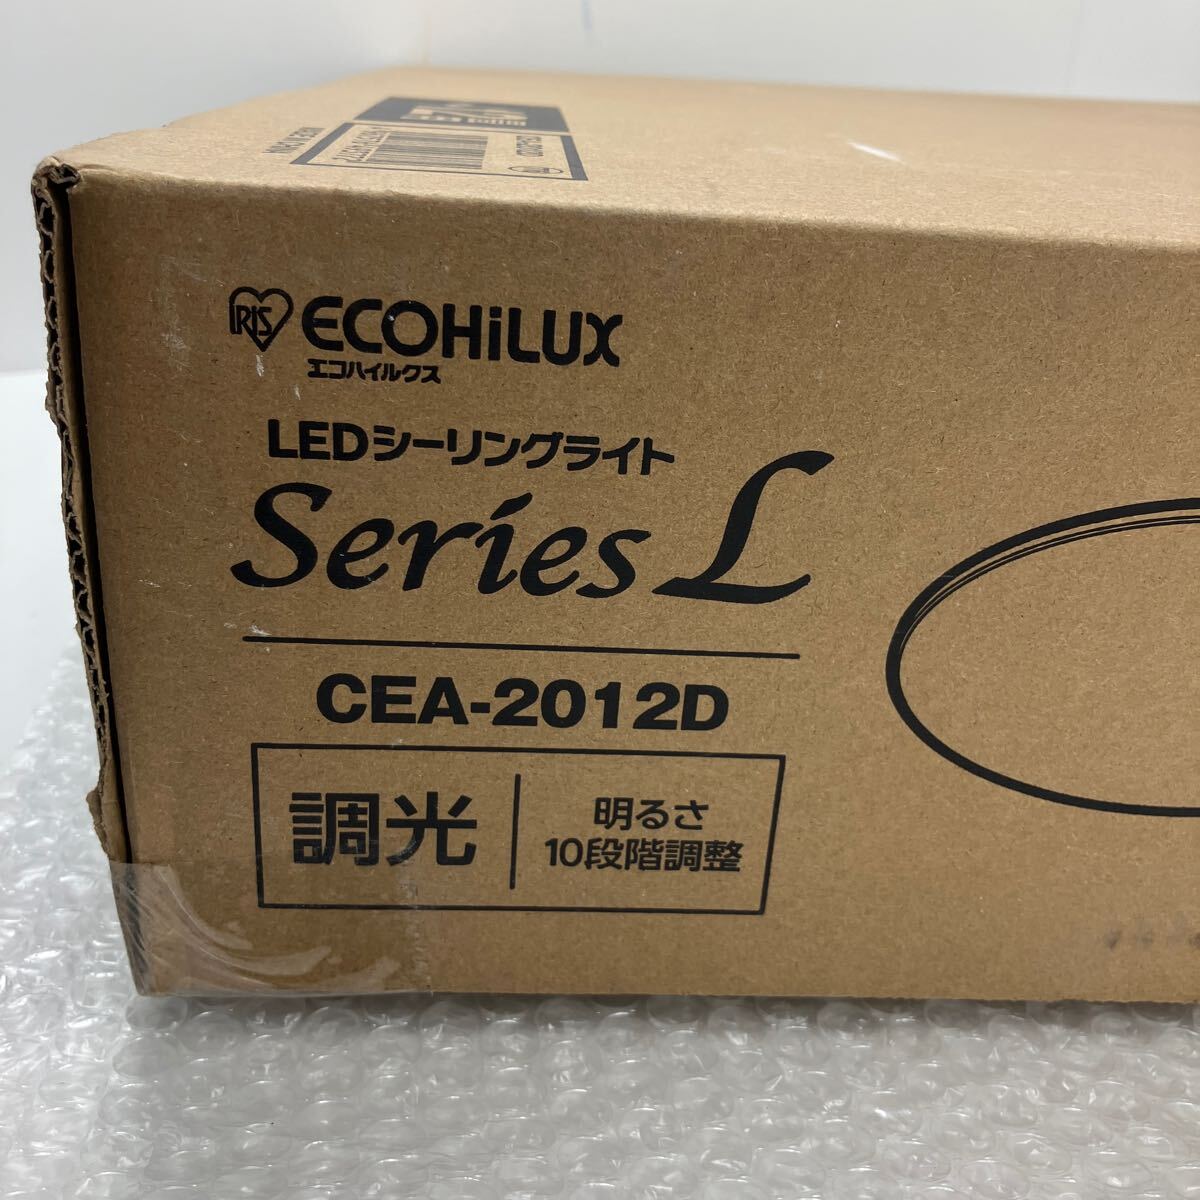 IRIS ECOHiLUX
エコハイルクス
LEDシーリングライト
Series L
CEA-2012D
調光
明るさ
10段階調整